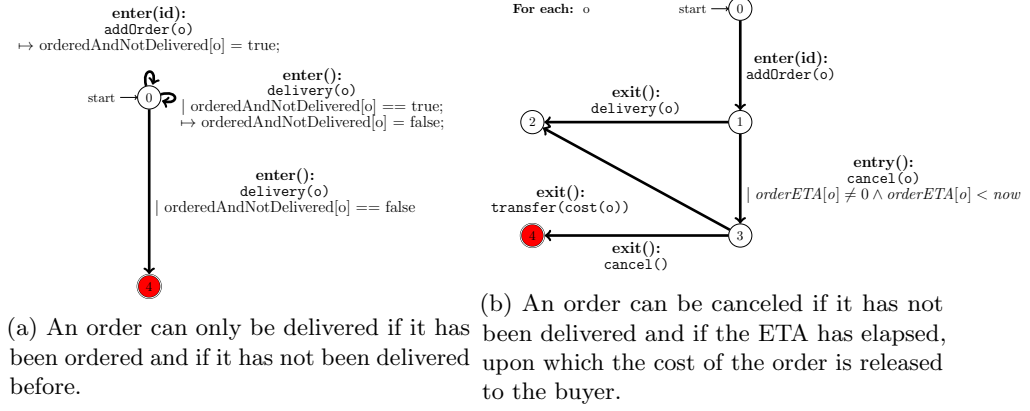 enter(id):
addOrder(o)
↦ orderedAndNotDelivered[o] = true;
start
0
enter():
delivery(o)
| orderedAndNotDelivered[o] == true;
↦ orderedAndNotDelivered[o] = false;
enter():
delivery(o)
| orderedAndNotDelivered[o] == false
4
(a) An order can only be delivered if it has
been ordered and if it has not been delivered
before.
For each: o
start
0
enter(id):
addOrder(o)
exit():
delivery(o)
2
1
entry():
cancel(o)
| orderETA[o] ≠ 0 ∧ orderETA[o] < now
exit():
transfer(cost(o))
4
3
exit():
cancel()
(b) An order can be canceled if it has not
been delivered and if the ETA has elapsed,
upon which the cost of the order is released
to the buyer.